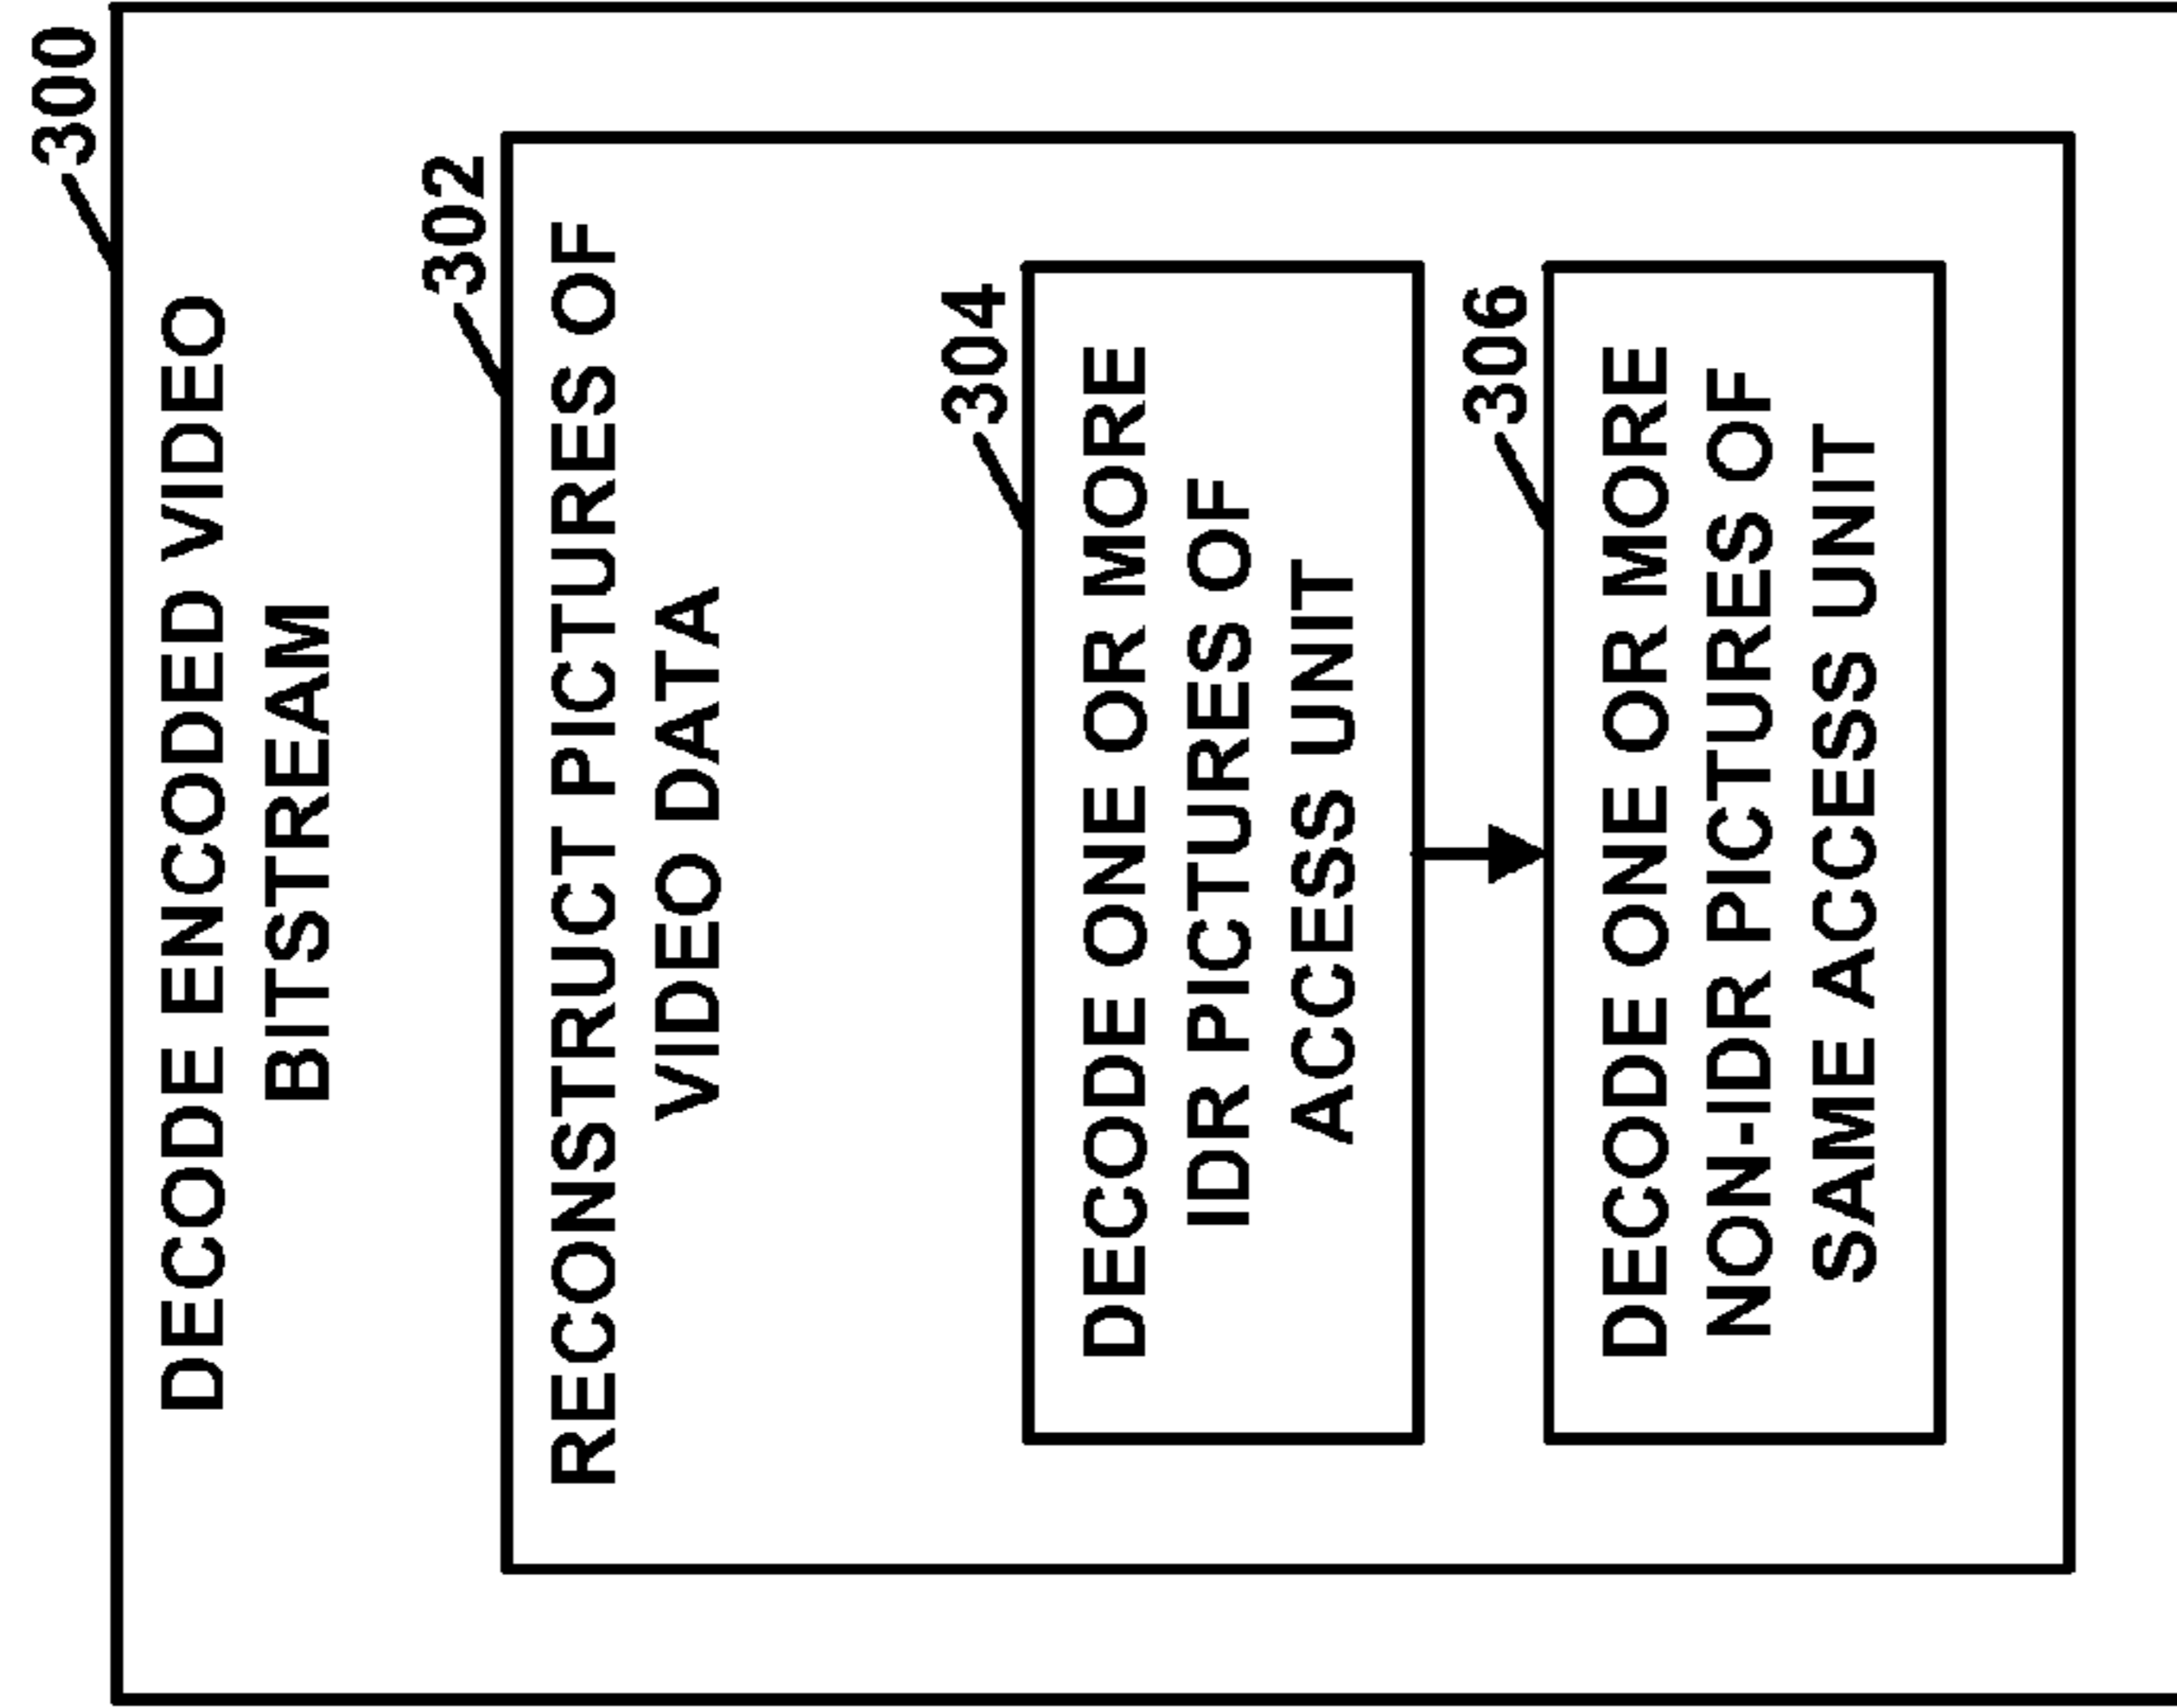 300
DECODE ENCODED VIDEO
BITSTREAM
302
RECONSTRUCT PICTURES OF
VIDEO DATA
304
DECODE ONE OR MORE
IDR PICTURES OF
ACCESS UNIT
306
DECODE ONE OR MORE
NON-IDR PICTURES OF
SAME ACCESS UNIT